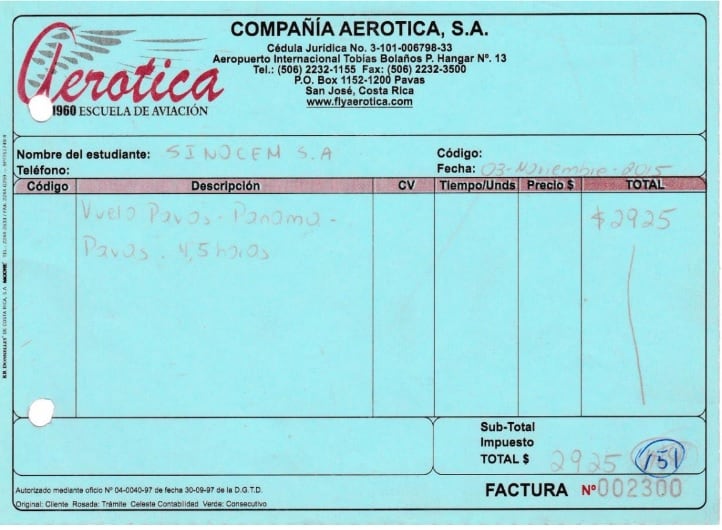 COMPAÑÍA AEROTICA, S.A.
Cédula Jurídica No. 3-101-006798-33
Aeropuerto Internacional Tobías Bolaños P. Hangar Nº. 13
Tel.: (506) 2232-1155 Fax: (506) 2232-3500
P.O. Box 1152-1200 Pavas
San José, Costa Rica
www.flyaerotica.com
Aerotica
1960 ESCUELA DE AVIACIÓN
Nombre del estudiante: SINOCEM S.A
Código:
Teléfono:
Fecha: 03-Noviembre-2015
Código Descripción CV Tiempo/Unds Precio $ TOTAL
Vuelo Pavas-Panama- $2925
Pavas. 4,5 horas
Sub-Total
Impuesto
TOTAL $ 2925 151
Autorizado mediante oficio Nº 04-0040-97 de fecha 30-09-97 de la D.G.T.D.
FACTURA Nº 002300
Original: Cliente Rosada: Trámite Celeste Contabilidad Verde: Consecutivo